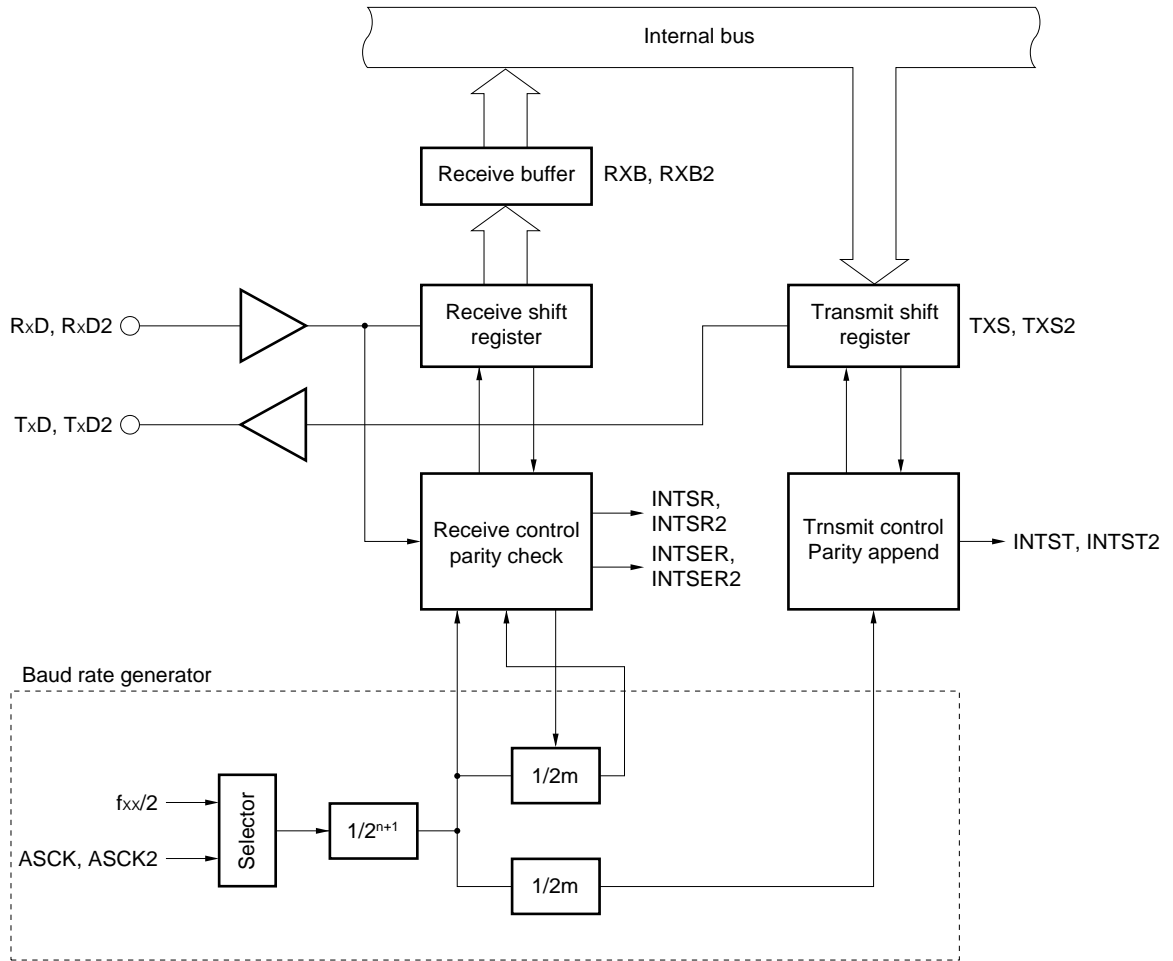 Internal bus
Receive buffer
RXB, RXB2
RxD, RxD2
Receive shift
register
Transmit shift
register
TXS, TXS2
TxD, TxD2
Receive control
parity check
INTSR,
INTSR2
INTSER,
INTSER2
Trnsmit control
Parity append
INTST, INTST2
Baud rate generator
fxx/2
ASCK, ASCK2
Selector
1/2ⁿ⁺¹
1/2m
1/2m